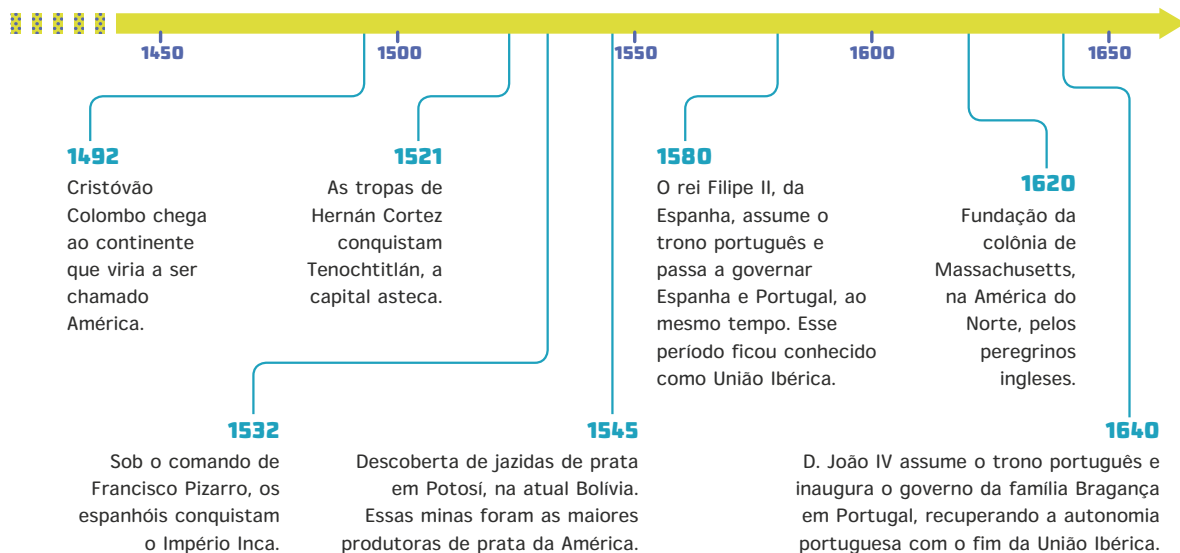 1450
1500
1550
1600
1650
1492
Cristóvão
Colombo chega
ao continente
que viria a ser
chamado
América.
1521
As tropas de
Hernán Cortez
conquistam
Tenochtitlán, a
capital asteca.
1580
O rei Filipe II, da
Espanha, assume o
trono português e
passa a governar
Espanha e Portugal, ao
mesmo tempo. Esse
período ficou conhecido
como União Ibérica.
1620
Fundação da
colônia de
Massachusetts,
na América do
Norte, pelos
peregrinos
ingleses.
1532
Sob o comando de
Francisco Pizarro, os
espanhóis conquistam
o Império Inca.
1545
Descoberta de jazidas de prata
em Potosí, na atual Bolívia.
Essas minas foram as maiores
produtoras de prata da América.
1640
D. João IV assume o trono português e
inaugura o governo da família Bragança
em Portugal, recuperando a autonomia
portuguesa com o fim da União Ibérica.